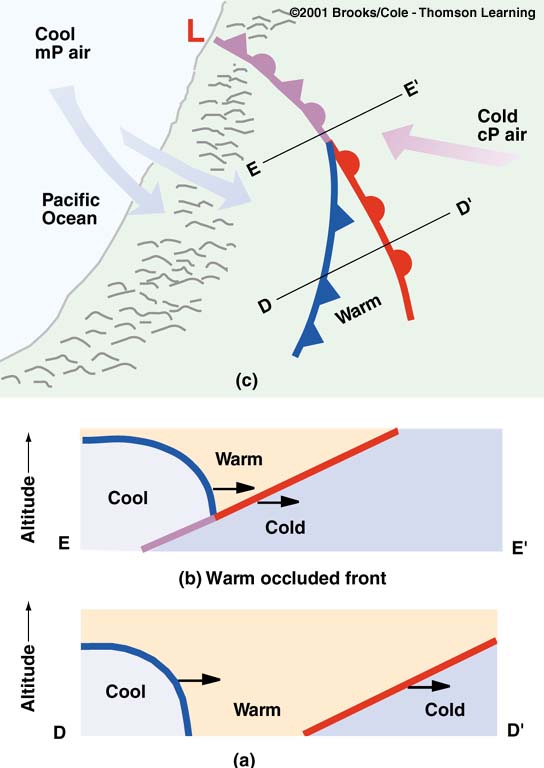 ©2001 Brooks/Cole - Thomson Learning
Cool
mP air
L
E'
Cold
cP air
E
Pacific
Ocean
D'
D
Warm
(c)
Altitude
Warm
Cool
Cold
E
E'
(b) Warm occluded front
Altitude
Cool
Warm
Cold
D
D'
(a)